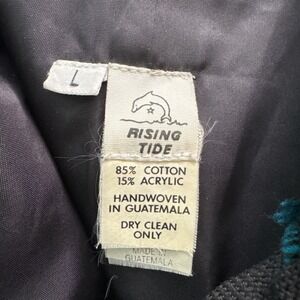 L
RISING
TIDE
85% COTTON
15% ACRYLIC
HANDWOVEN
IN GUATEMALA
DRY CLEAN
ONLY
MADE IN
GUATEMALA